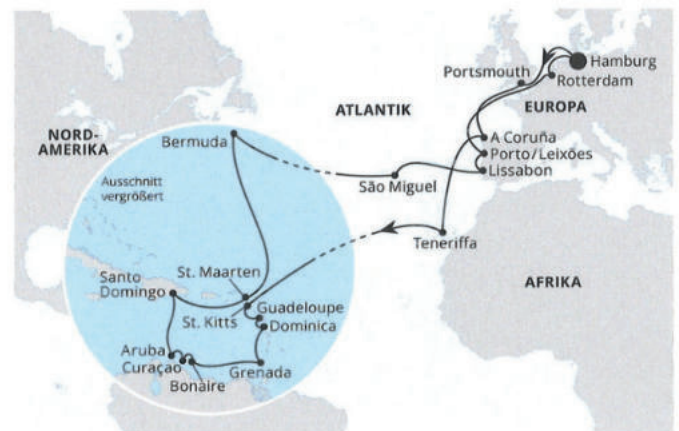 Hamburg
Portsmouth
Rotterdam
ATLANTIK
EUROPA
NORD-
AMERIKA
Bermuda
A Coruña
Porto/Leixões
Lissabon
Ausschnitt
vergrößert
São Miguel
Teneriffa
St. Maarten
Santo
Domingo
AFRIKA
Guadeloupe
St. Kitts
Dominica
Aruba
Curaçao
Grenada
Bonaire